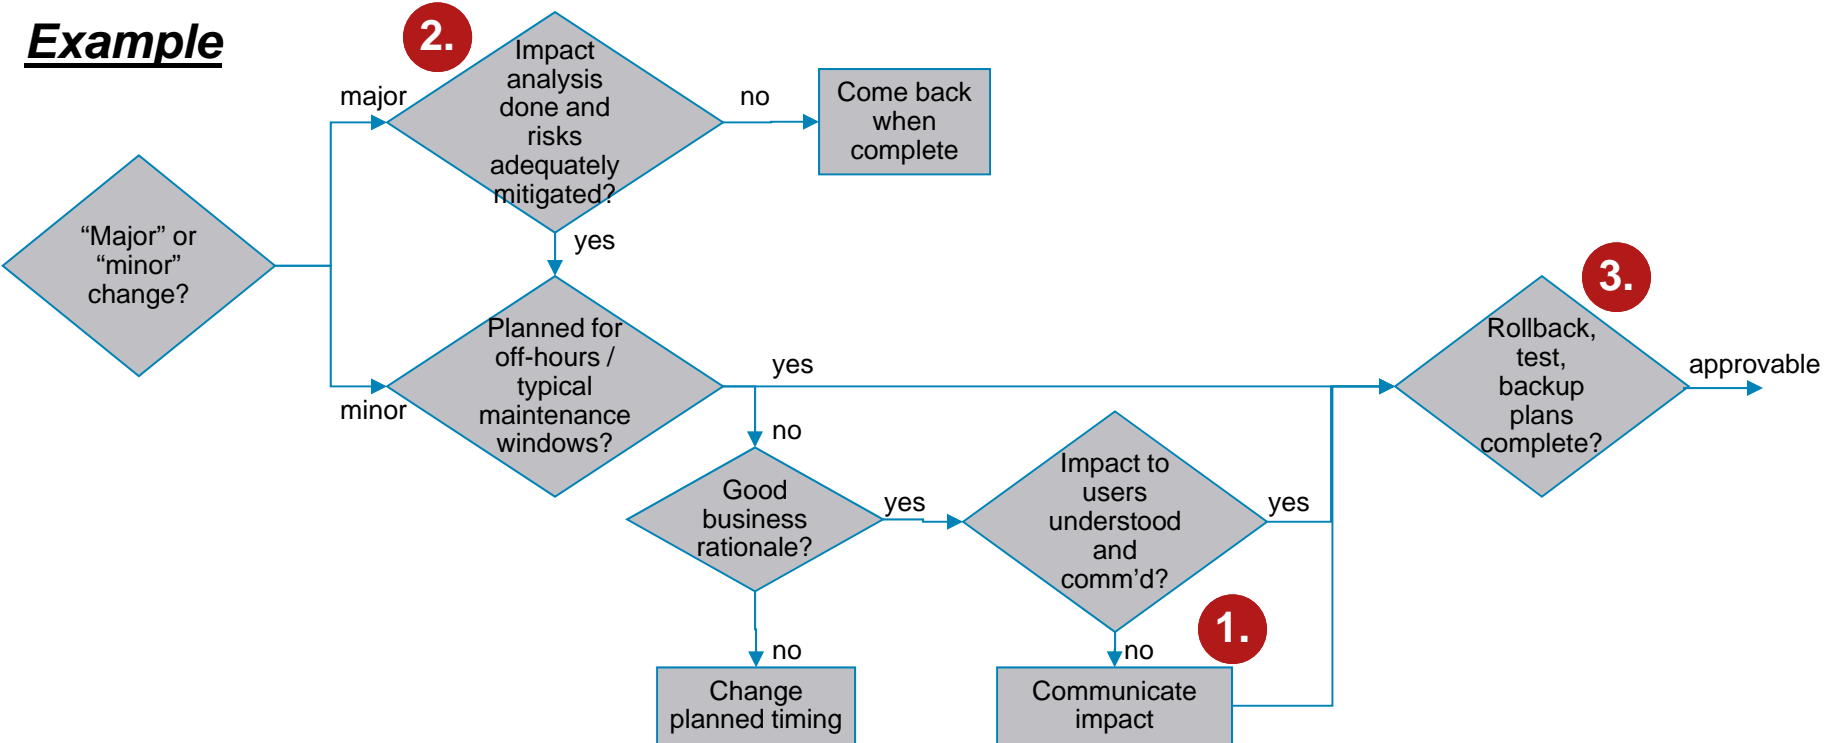 Example
2.
Impact
analysis
done and
risks
adequately
mitigated?
major
no
Come back
when
complete
“Major” or
“minor”
change?
yes
minor
Planned for
off-hours /
typical
maintenance
windows?
yes
no
Good
business
rationale?
yes
Impact to
users
understood
and
comm’d?
yes
3.
Rollback,
test,
backup
plans
complete?
approvable
no
Change
planned timing
no
1.
Communicate
impact